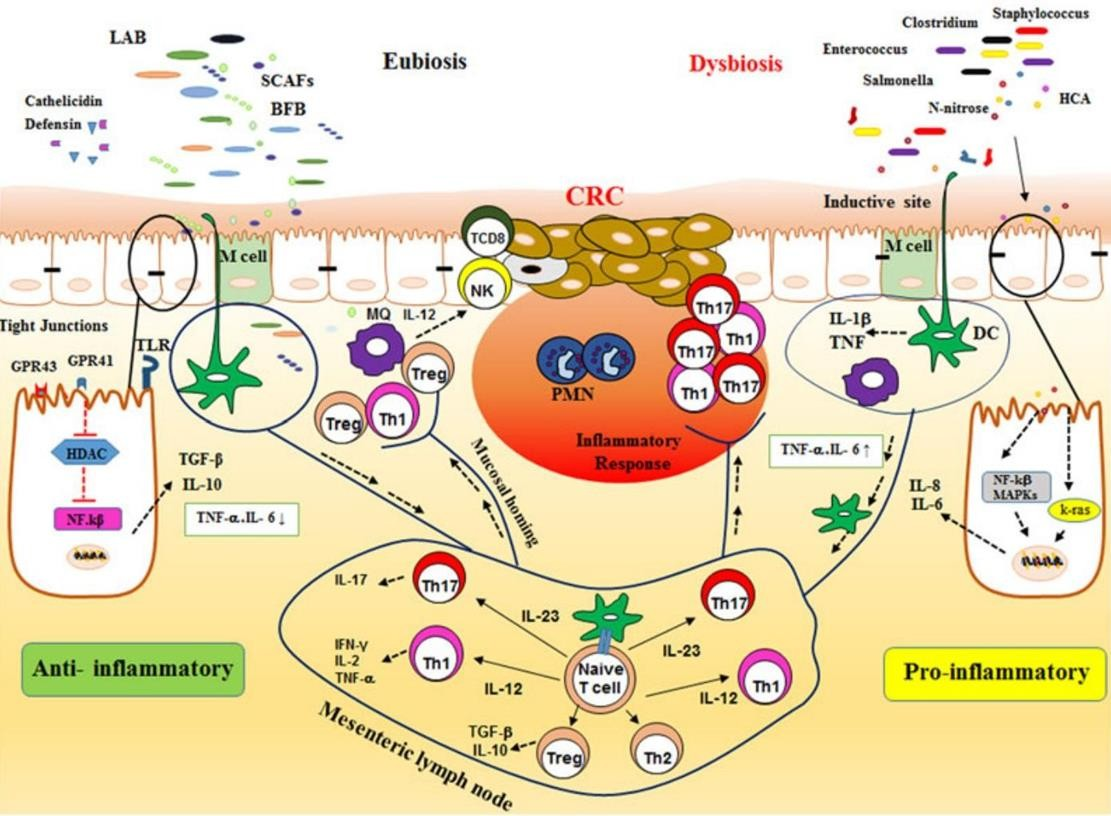 Staphylococcus
Clostridium
LAB
Eubiosis
Dysbiosis
Enterococcus
SCAFs
Salmonella
Cathelicidin
BFB
N-nitrose
HCA
Defensin
CRC
Inductive site
TCD8
M cell
M cell
NK
MQ
IL-12
Th17
Tight Junctions
IL-1β
TNF
DC
Th1
TLR
GPR43
GPR41
Th17
Treg
PMN
Th1
Th17
Treg
Th1
HDAC
Inflammatory
Response
TNF-α.IL- 6 ↑
Mucosal homing
TGF-β
IL-10
NF-kβ
MAPKs
IL-8
IL-6
k-ras
NF.kβ
TNF-α.IL- 6 ↓
IL-17
Th17
Th17
IL-23
IL-23
IFN-γ
IL-2
TNF-α
Th1
Naive
T cell
Th1
IL-12
IL-12
Anti- inflammatory
Pro-inflammatory
TGF-β
IL-10
Treg
Th2
Mesenteric lymph node